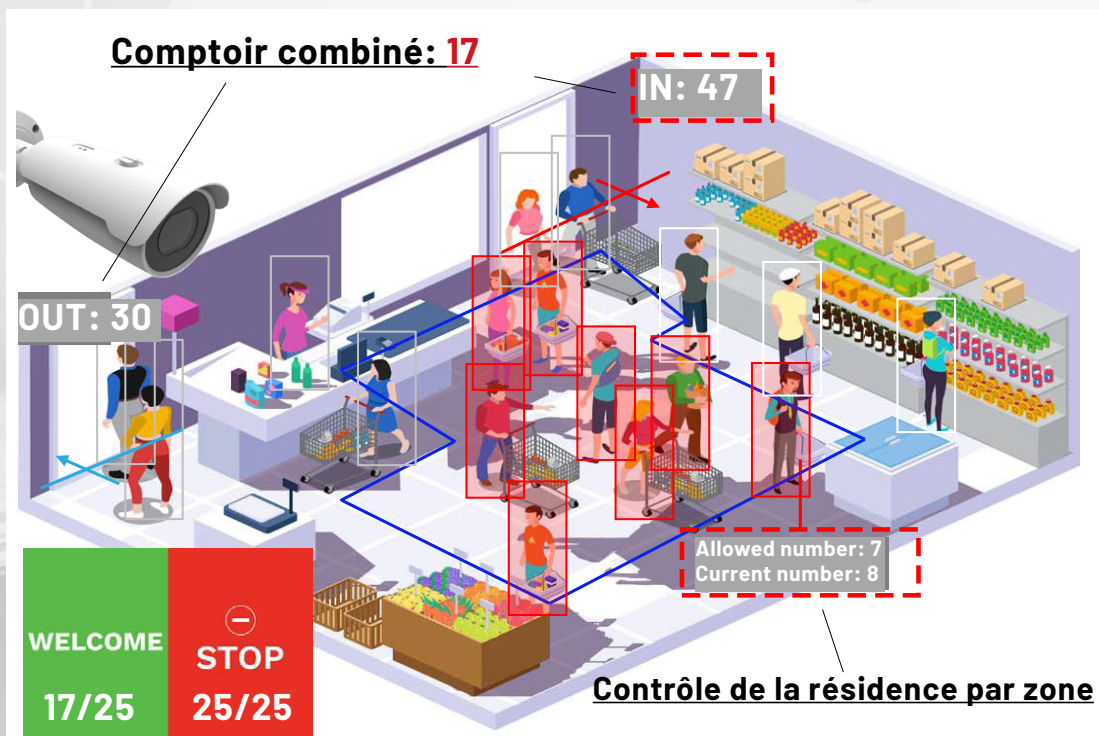 Comptoir combiné: 17
IN: 47
OUT: 30
Allowed number: 7
Current number: 8
WELCOME
17/25
STOP
25/25
Contrôle de la résidence par zone